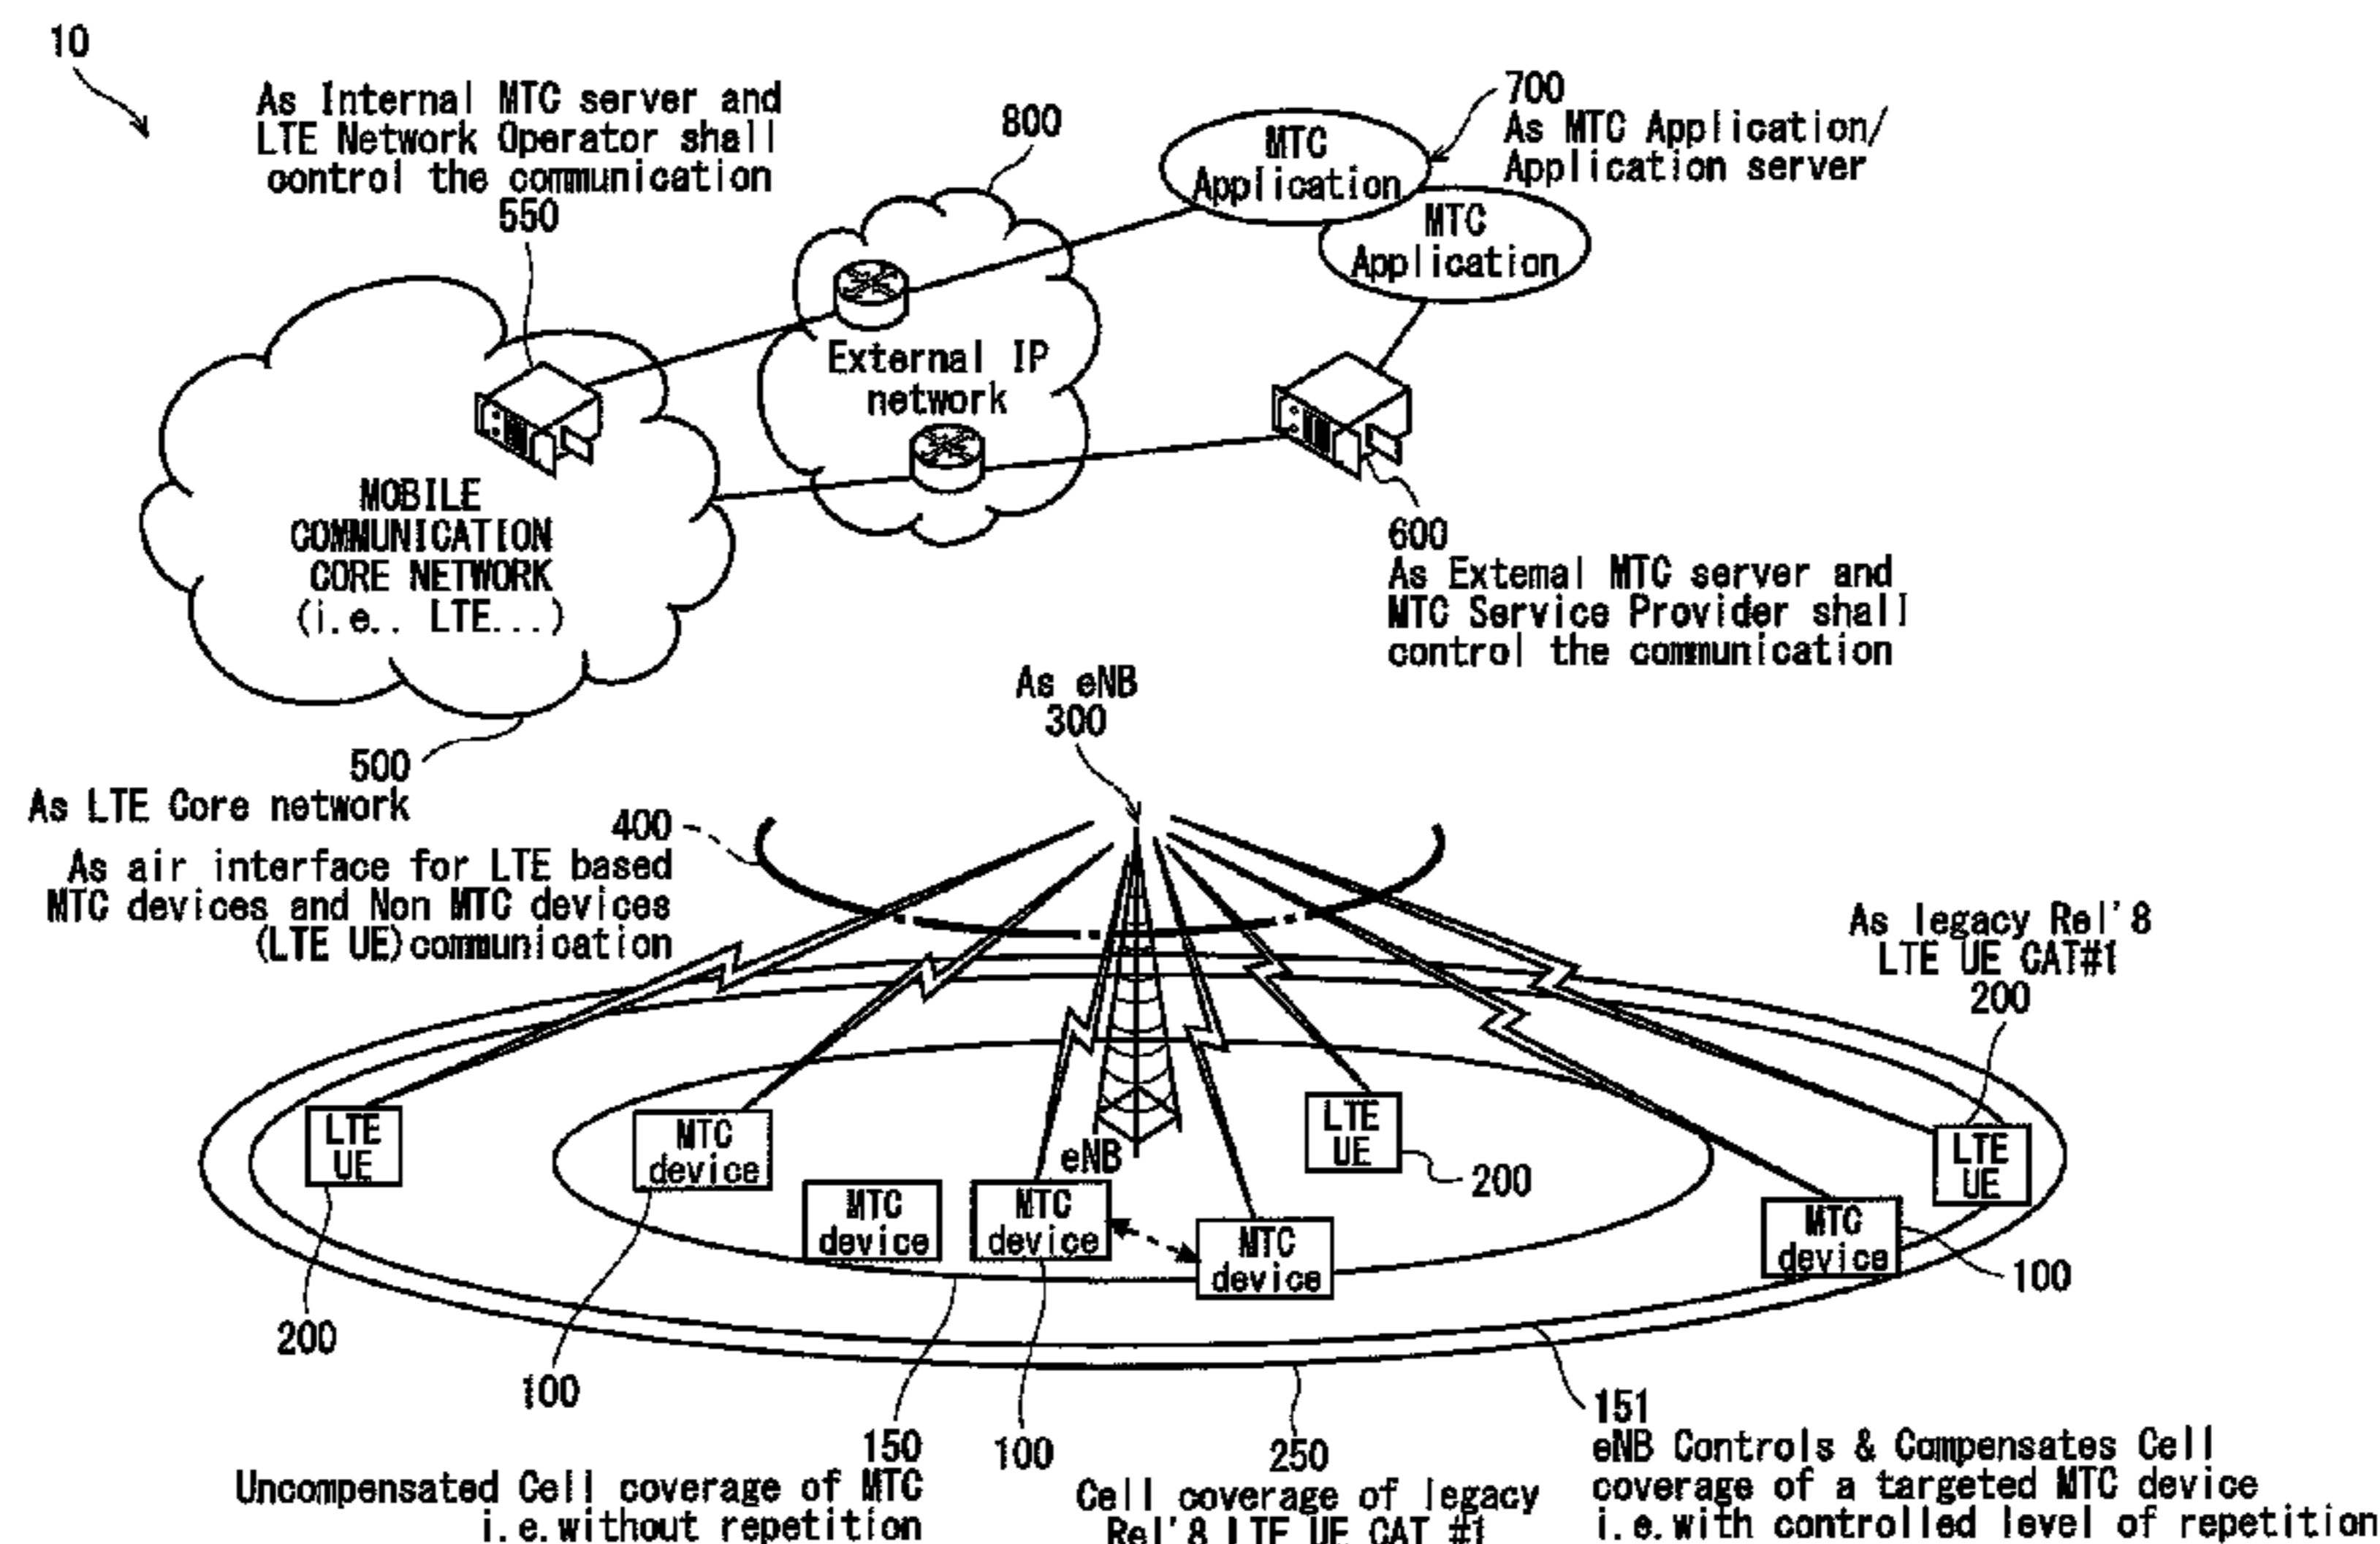 10
As Internal MTC server and
LTE Network Operator shall
control the communication
550
800
MTC
Application
700
As MTC Application/
Application server
MTC
Application
External IP
network
MOBILE
COMMUNICATION
CORE NETWORK
(i.e.. LTE...)
600
As Extemal MTC server and
MTC Service Provider shall
control the communication
As eNB
300
500
As LTE Core network
400
As air interface for LTE based
MTC devices and Non MTC devices
(LTE UE)communication
As legacy Rel'8
LTE UE CAT#1
200
LTE
UE
MTC
device
eNB
LTE
UE
LTE
UE
200
MTC
device
MTC
device
MTC
device
MTC
device
100
200
100
150
Uncompensated Cell coverage of MTC
i.e.without repetition
100
250
Cell coverage of legacy
Rel'8 LTE UE CAT #1
151
eNB Controls & Compensates Cell
coverage of a targeted MTC device
i.e.with controlled level of repetition